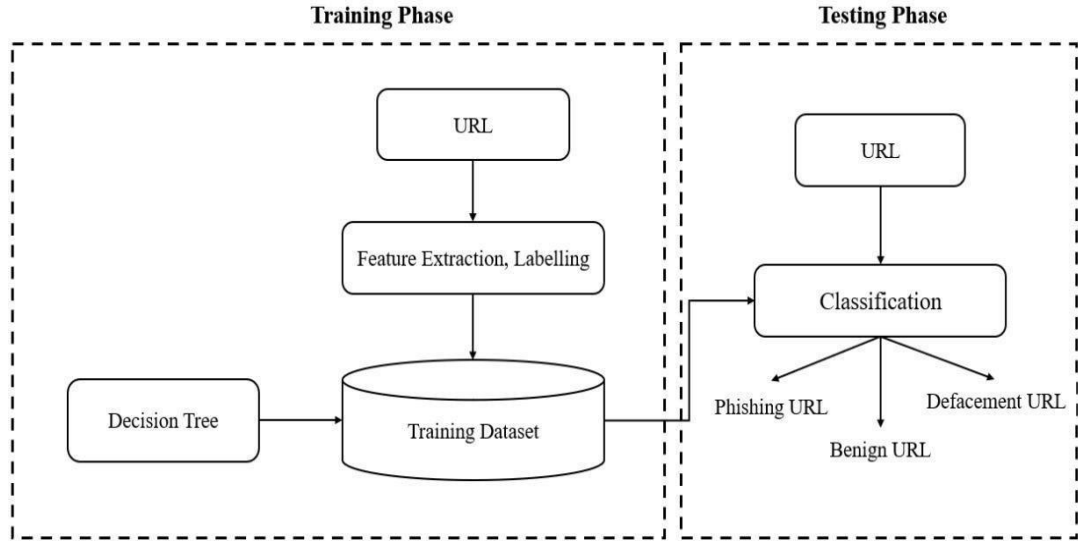 Training Phase
Testing Phase
URL
URL
Feature Extraction, Labelling
Classification
Decision Tree
Training Dataset
Phishing URL
Defacement URL
Benign URL